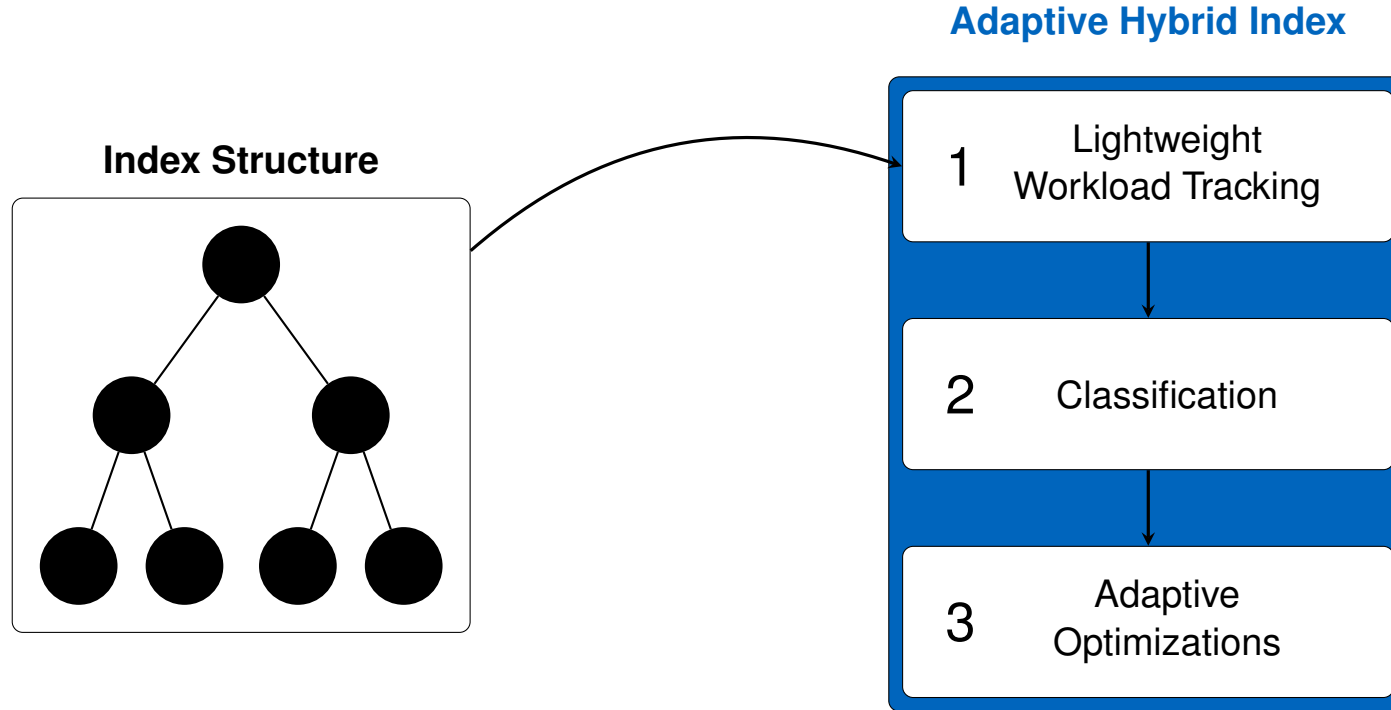 Adaptive Hybrid Index
Index Structure
1
Lightweight
Workload Tracking
2
Classification
3
Adaptive
Optimizations